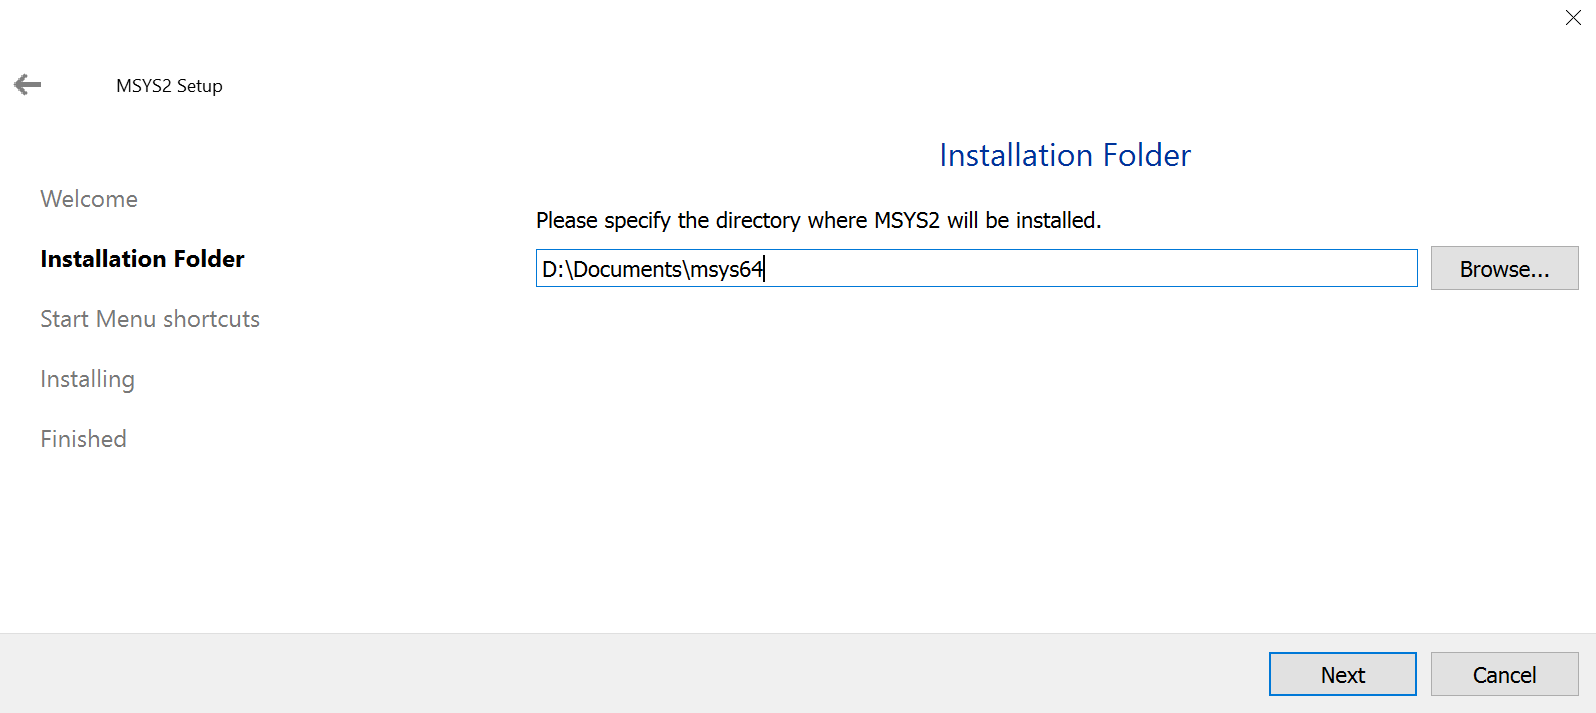 MSYS2 Setup
Welcome
Installation Folder
Start Menu shortcuts
Installing
Finished
Installation Folder
Please specify the directory where MSYS2 will be installed.
D:\Documents\msys64
Browse...
Next
Cancel